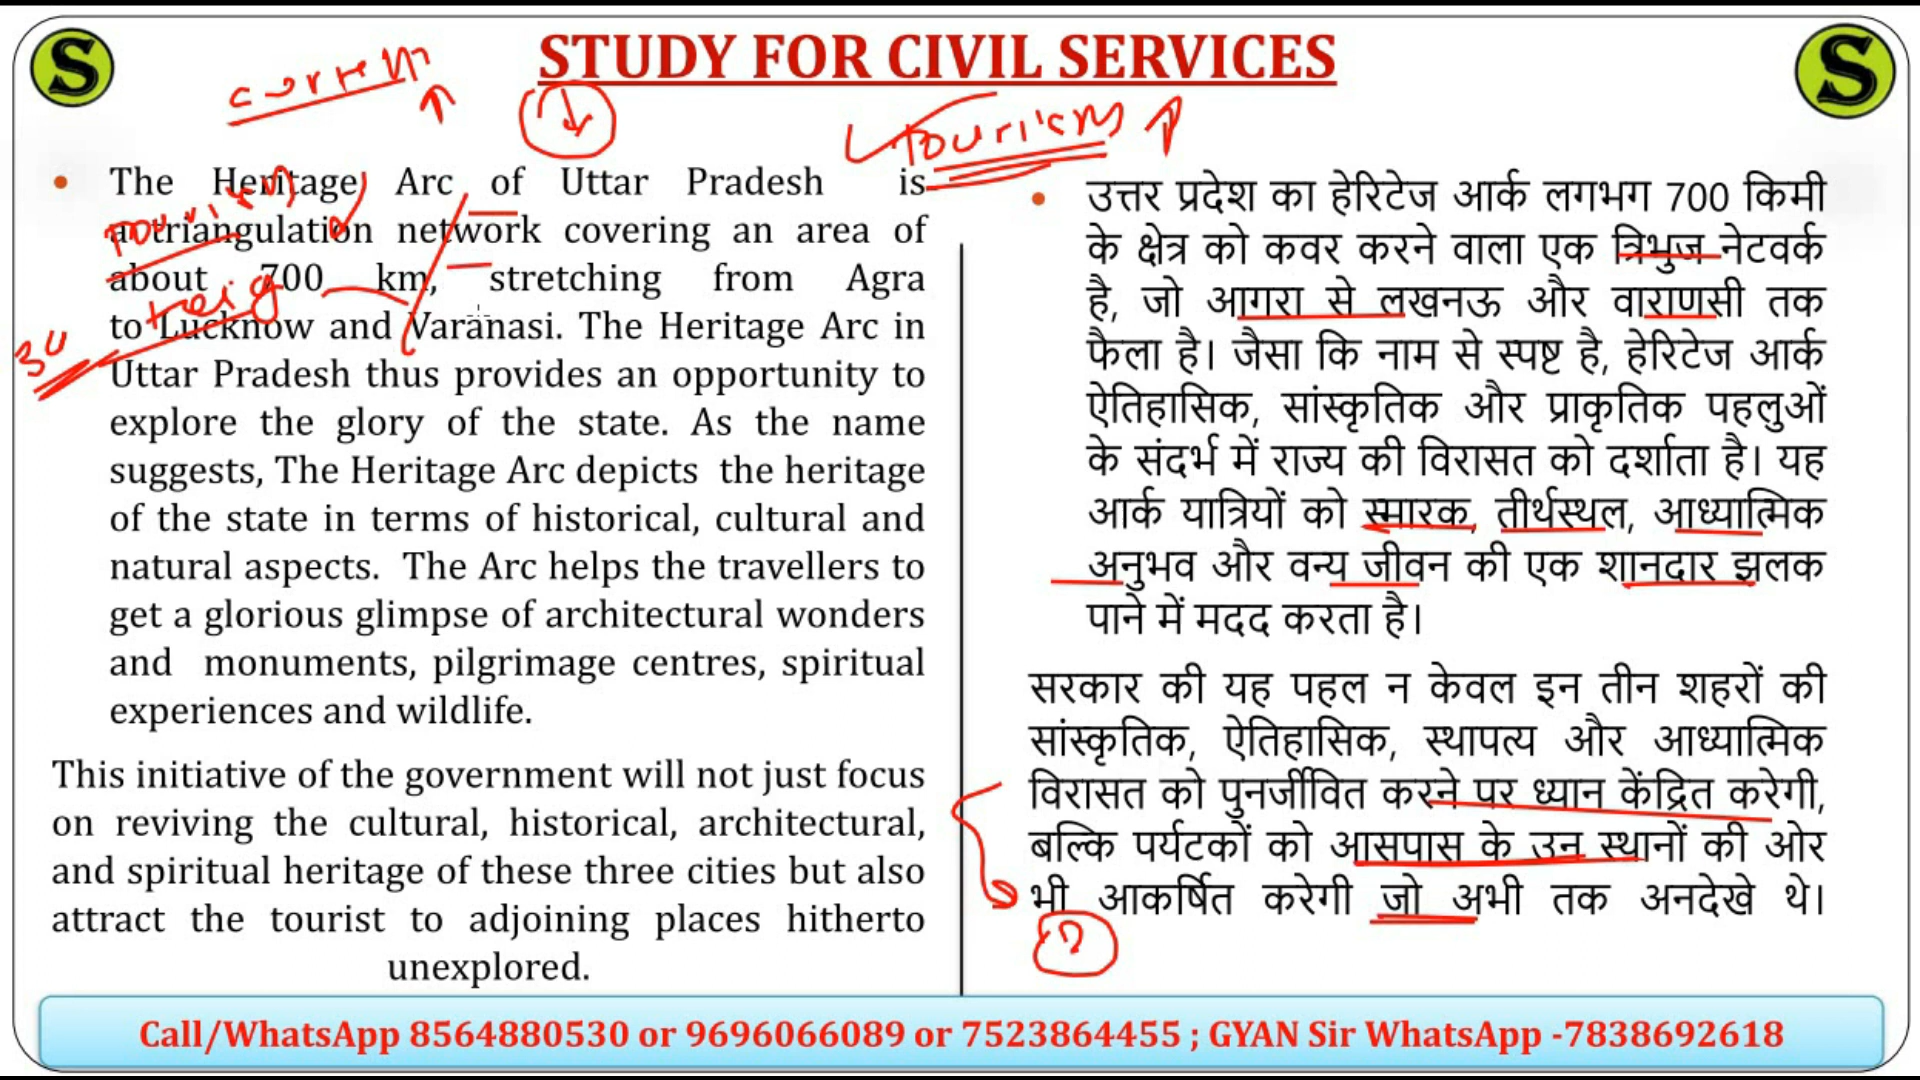 S
STUDY FOR CIVIL SERVICES
S
Tourism
• The Heritage Arc of Uttar Pradesh is
a triangulation network covering an area of
about 700 km, stretching from Agra
to Lucknow and Varanasi. The Heritage Arc in
Uttar Pradesh thus provides an opportunity to
explore the glory of the state. As the name
suggests, The Heritage Arc depicts the heritage
of the state in terms of historical, cultural and
natural aspects. The Arc helps the travellers to
get a glorious glimpse of architectural wonders
and monuments, pilgrimage centres, spiritual
experiences and wildlife.
This initiative of the government will not just focus
on reviving the cultural, historical, architectural,
and spiritual heritage of these three cities but also
attract the tourist to adjoining places hitherto
unexplored.
• उत्तर प्रदेश का हेरिटेज आर्क लगभग 700 किमी
के क्षेत्र को कवर करने वाला एक त्रिभुज नेटवर्क
है, जो आगरा से लखनऊ और वाराणसी तक
फैला है। जैसा कि नाम से स्पष्ट है, हेरिटेज आर्क
ऐतिहासिक, सांस्कृतिक और प्राकृतिक पहलुओं
के संदर्भ में राज्य की विरासत को दर्शाता है। यह
आर्क यात्रियों को स्मारक, तीर्थस्थल, आध्यात्मिक
अनुभव और वन्य जीवन की एक शानदार झलक
पाने में मदद करता है।
सरकार की यह पहल न केवल इन तीन शहरों की
सांस्कृतिक, ऐतिहासिक, स्थापत्य और आध्यात्मिक
विरासत को पुनर्जीवित करने पर ध्यान केंद्रित करेगी,
बल्कि पर्यटकों को आसपास के उन स्थानों की ओर
भी आकर्षित करेगी जो अभी तक अनदेखे थे।
Call/WhatsApp 8564880530 or 9696066089 or 7523864455 ; GYAN Sir WhatsApp -7838692618